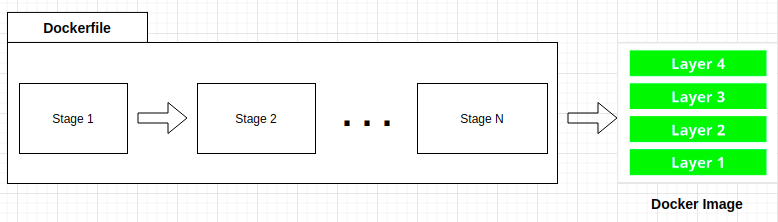 Dockerfile
Stage 1
Stage 2
. . .
Stage N
Layer 4
Layer 3
Layer 2
Layer 1
Docker Image